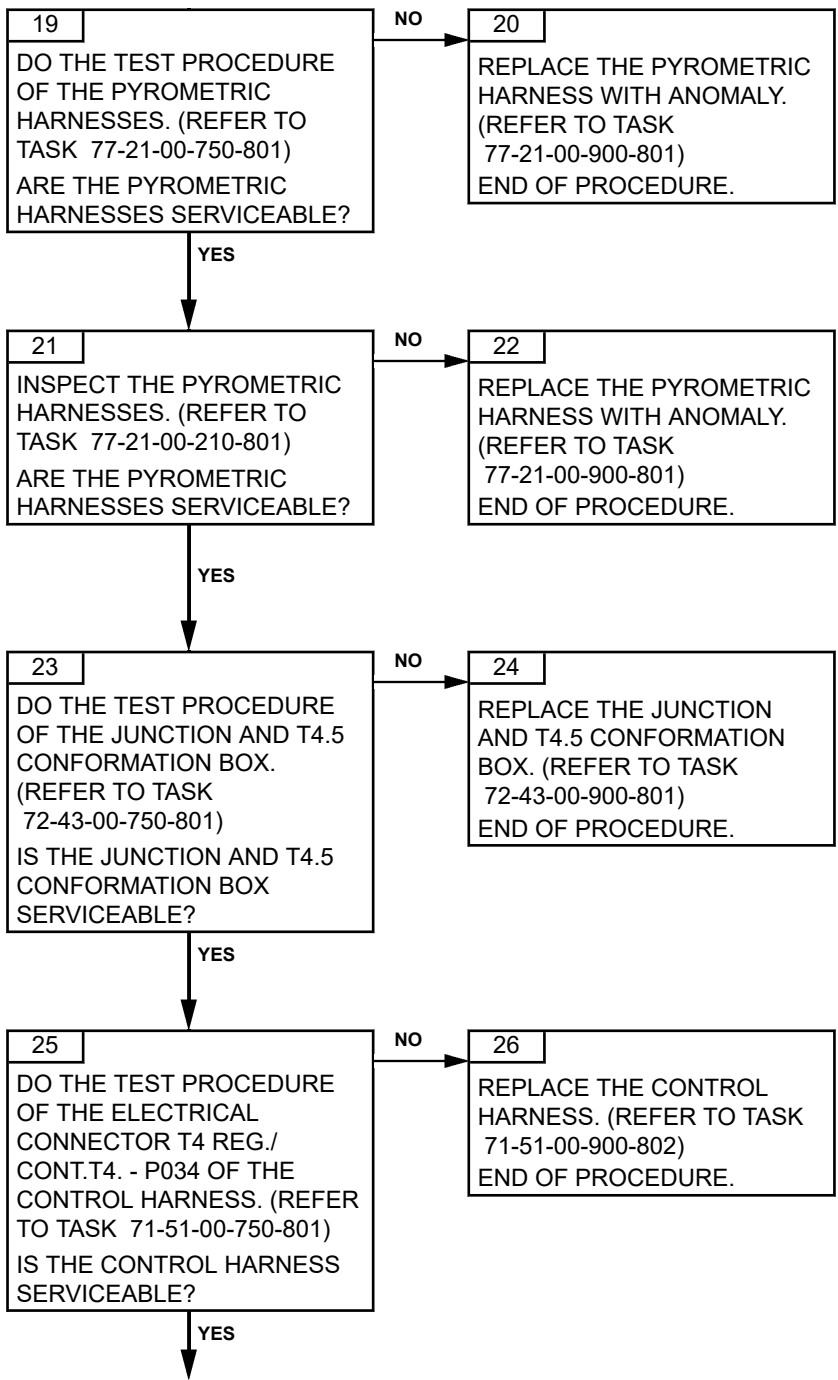 19
DO THE TEST PROCEDURE
OF THE PYROMETRIC
HARNESSES. (REFER TO
TASK 77-21-00-750-801)
ARE THE PYROMETRIC
HARNESSES SERVICEABLE?
NO
20
REPLACE THE PYROMETRIC
HARNESS WITH ANOMALY.
(REFER TO TASK
77-21-00-900-801)
END OF PROCEDURE.
YES
21
INSPECT THE PYROMETRIC
HARNESSES. (REFER TO
TASK 77-21-00-210-801)
ARE THE PYROMETRIC
HARNESSES SERVICEABLE?
NO
22
REPLACE THE PYROMETRIC
HARNESS WITH ANOMALY.
(REFER TO TASK
77-21-00-900-801)
END OF PROCEDURE.
YES
23
DO THE TEST PROCEDURE
OF THE JUNCTION AND T4.5
CONFORMATION BOX.
(REFER TO TASK
72-43-00-750-801)
IS THE JUNCTION AND T4.5
CONFORMATION BOX
SERVICEABLE?
NO
24
REPLACE THE JUNCTION
AND T4.5 CONFORMATION
BOX. (REFER TO TASK
72-43-00-900-801)
END OF PROCEDURE.
YES
25
DO THE TEST PROCEDURE
OF THE ELECTRICAL
CONNECTOR T4 REG./
CONT.T4. - P034 OF THE
CONTROL HARNESS. (REFER
TO TASK 71-51-00-750-801)
IS THE CONTROL HARNESS
SERVICEABLE?
NO
26
REPLACE THE CONTROL
HARNESS. (REFER TO TASK
71-51-00-900-802)
END OF PROCEDURE.
YES